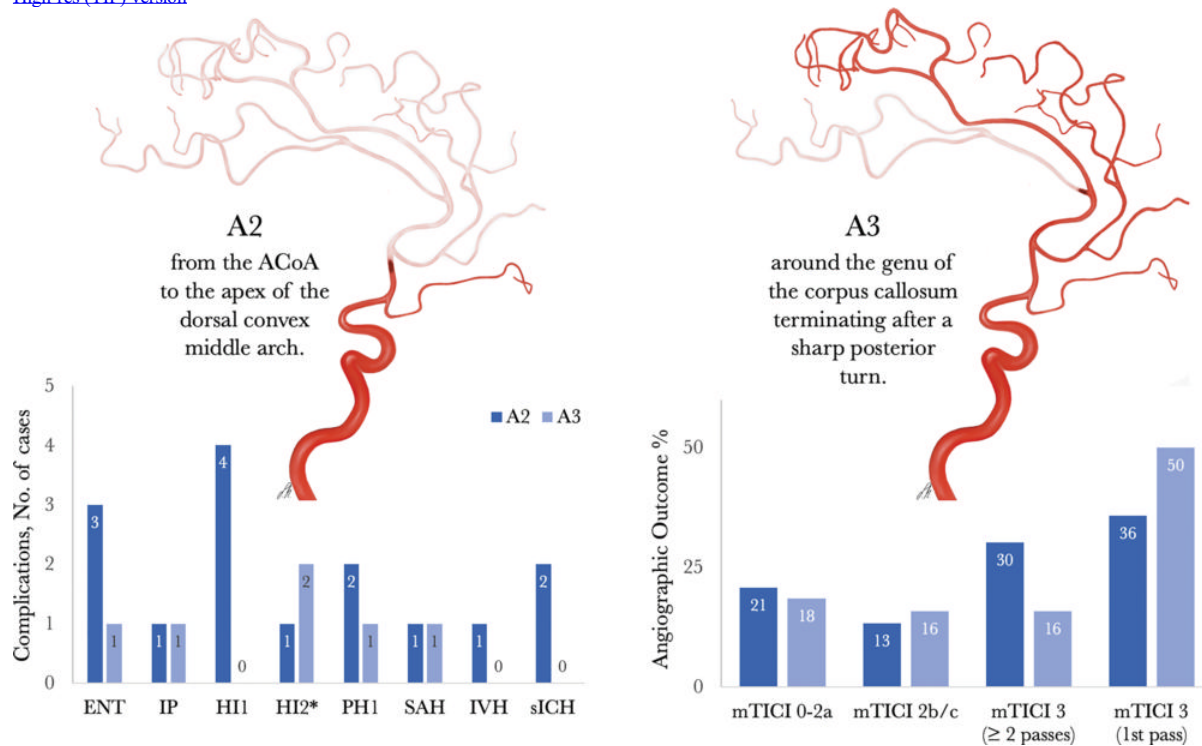 High-res (TIF) version
A2
from the ACoA
to the apex of the
dorsal convex
middle arch.
A3
around the genu of
the corpus callosum
terminating after a
sharp posterior
turn.
Complications, No. of cases
5
4
3
2
1
0
A2 A3
3 1
1 1
4 0
1 2
2 1
1 1
1 0
2 0
ENT IP HI1 HI2* PH1 SAH IVH sICH
Angiographic Outcome %
50
25
0
21 18
13 16
30 16
36 50
mTICI 0-2a mTICI 2b/c mTICI 3 mTICI 3
(≥ 2 passes) (1st pass)